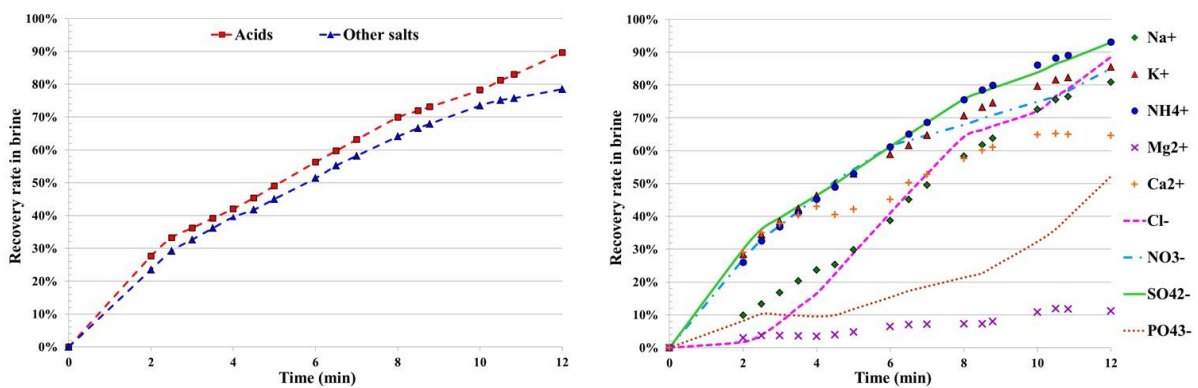 100%
90%
80%
70%
60%
50%
40%
30%
20%
10%
0%
Recovery rate in brine
Acids
Other salts
0 2 4 6 8 10 12
Time (min)
100%
90%
80%
70%
60%
50%
40%
30%
20%
10%
0%
Recovery rate in brine
0 2 4 6 8 10 12
Time (min)
Na+
K+
NH4+
Mg2+
Ca2+
Cl-
NO3-
SO42-
PO43-